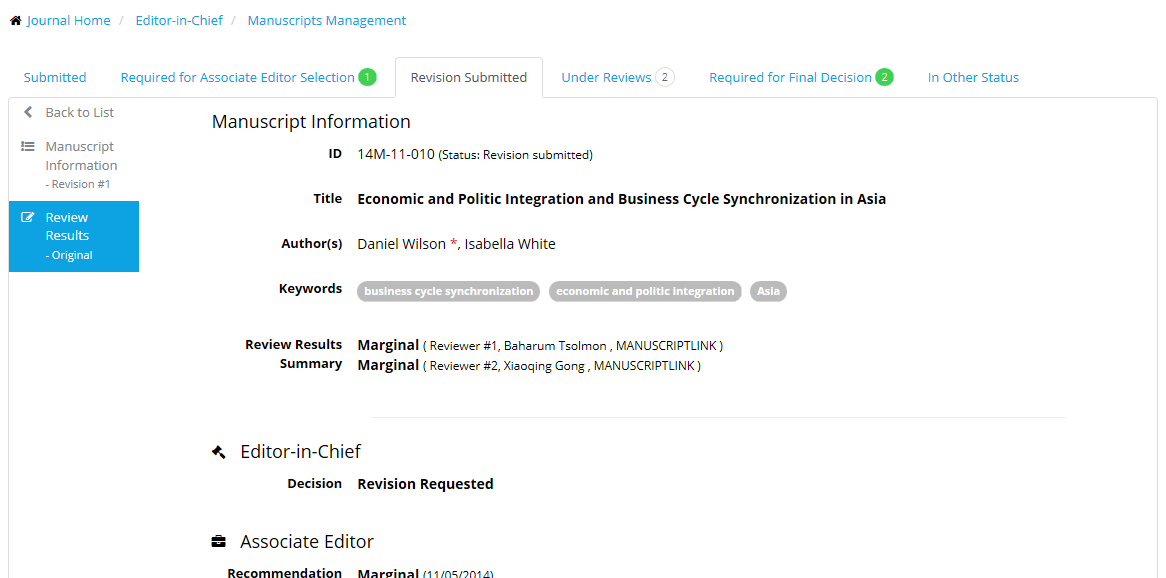 Journal Home / Editor-in-Chief / Manuscripts Management
Submitted Required for Associate Editor Selection 1 Revision Submitted Under Reviews 2 Required for Final Decision 2 In Other Status
Back to List
Manuscript
Information
- Revision #1
Review
Results
- Original
Manuscript Information
ID 14M-11-010 (Status: Revision submitted)
Title Economic and Politic Integration and Business Cycle Synchronization in Asia
Author(s) Daniel Wilson *, Isabella White
Keywords business cycle synchronization economic and politic integration Asia
Review Results Marginal ( Reviewer #1, Baharum Tsolmon , MANUSCRIPTLINK )
Summary Marginal ( Reviewer #2, Xiaoqing Gong , MANUSCRIPTLINK )
Editor-in-Chief
Decision Revision Requested
Associate Editor
Recommendation Marginal (11/05/2014)